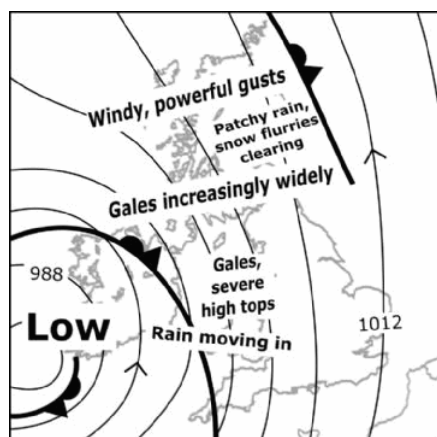 Windy, powerful gusts
Patchy rain,
snow flurries
clearing
Gales increasingly widely
Gales,
severe
high tops
988
Low
Rain moving in
1012